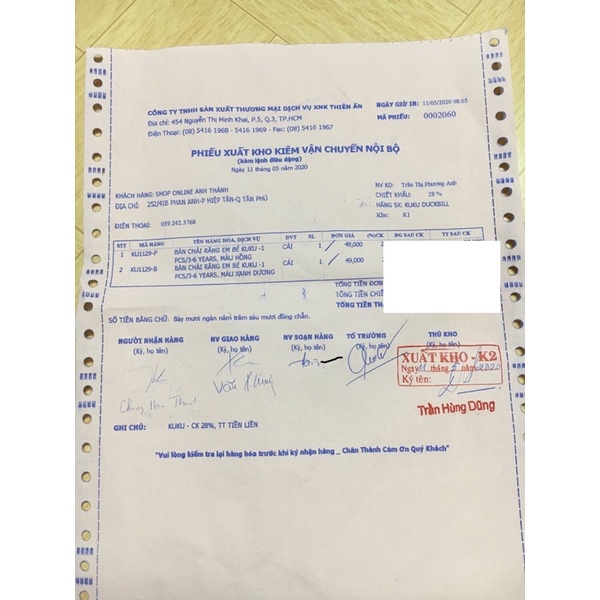 CÔNG TY TNHH SẢN XUẤT THƯƠNG MẠI DỊCH VỤ XNK THIÊN ÂN
Địa chỉ: 454 Nguyễn Thị Minh Khai, P.5, Q.3, TP.HCM
Điện Thoại: (08) 5416 1968 - 5416 1969 - Fax: (08) 5416 1967
NGÀY GIỜ IN: 11/05/2020 08:05
MÃ PHIẾU: 0002060
PHIẾU XUẤT KHO KIÊM VẬN CHUYỂN NỘI BỘ
(kèm lệnh điều động)
Ngày 11 tháng 05 năm 2020
KHÁCH HÀNG: SHOP ONLINE ANH THÀNH
ĐỊA CHỈ: 252/41B PHAN ANH-P HIỆP TÂN-Q TÂN PHÚ
ĐIỆN THOẠI: 039.242.3768
NV KD: Trần Thị Phương Anh
CHIẾT KHẤU: 28 %
HÃNG SX: KUKU DUCKBILL
Kho: K1
STT MÃ HÀNG TÊN HÀNG HÓA, DỊCH VỤ ĐVT SL ĐƠN GIÁ (%)CK ĐG SAU CK TT SAU CK
1 KU1129-P BÀN CHẢI RĂNG EM BÉ KUKU -1 CÁI 1 49,000
PCS/3-6 YEARS, MÀU HỒNG
2 KU1129-B BÀN CHẢI RĂNG EM BÉ KUKU -1 CÁI 1 49,000
PCS/3-6 YEARS, MÀU XANH DƯƠNG
TỔNG TIỀN ĐƠN
TỔNG TIỀN CHIẾ
TỔNG TIỀN THA
SỐ TIỀN BẰNG CHỮ: Bảy mươi ngàn năm trăm sáu mươi đồng chẵn.
NGƯỜI NHẬN HÀNG NV GIAO HÀNG NV SOẠN HÀNG TỔ TRƯỞNG THỦ KHO
(Ký, họ tên) (Ký, họ tên) (Ký, họ tên) (Ký, họ tên) (Ký, họ tên)
XUẤT KHO - K2
Ngày 11 tháng 5 năm 2020
Ký tên:
Trần Hùng Dũng
GHI CHÚ: KUKU - CK 28%, TT TIỀN LIỀN
"Vui lòng kiểm tra lại hàng hóa trước khi ký nhận hàng _ Chân Thành Cảm Ơn Quý Khách"